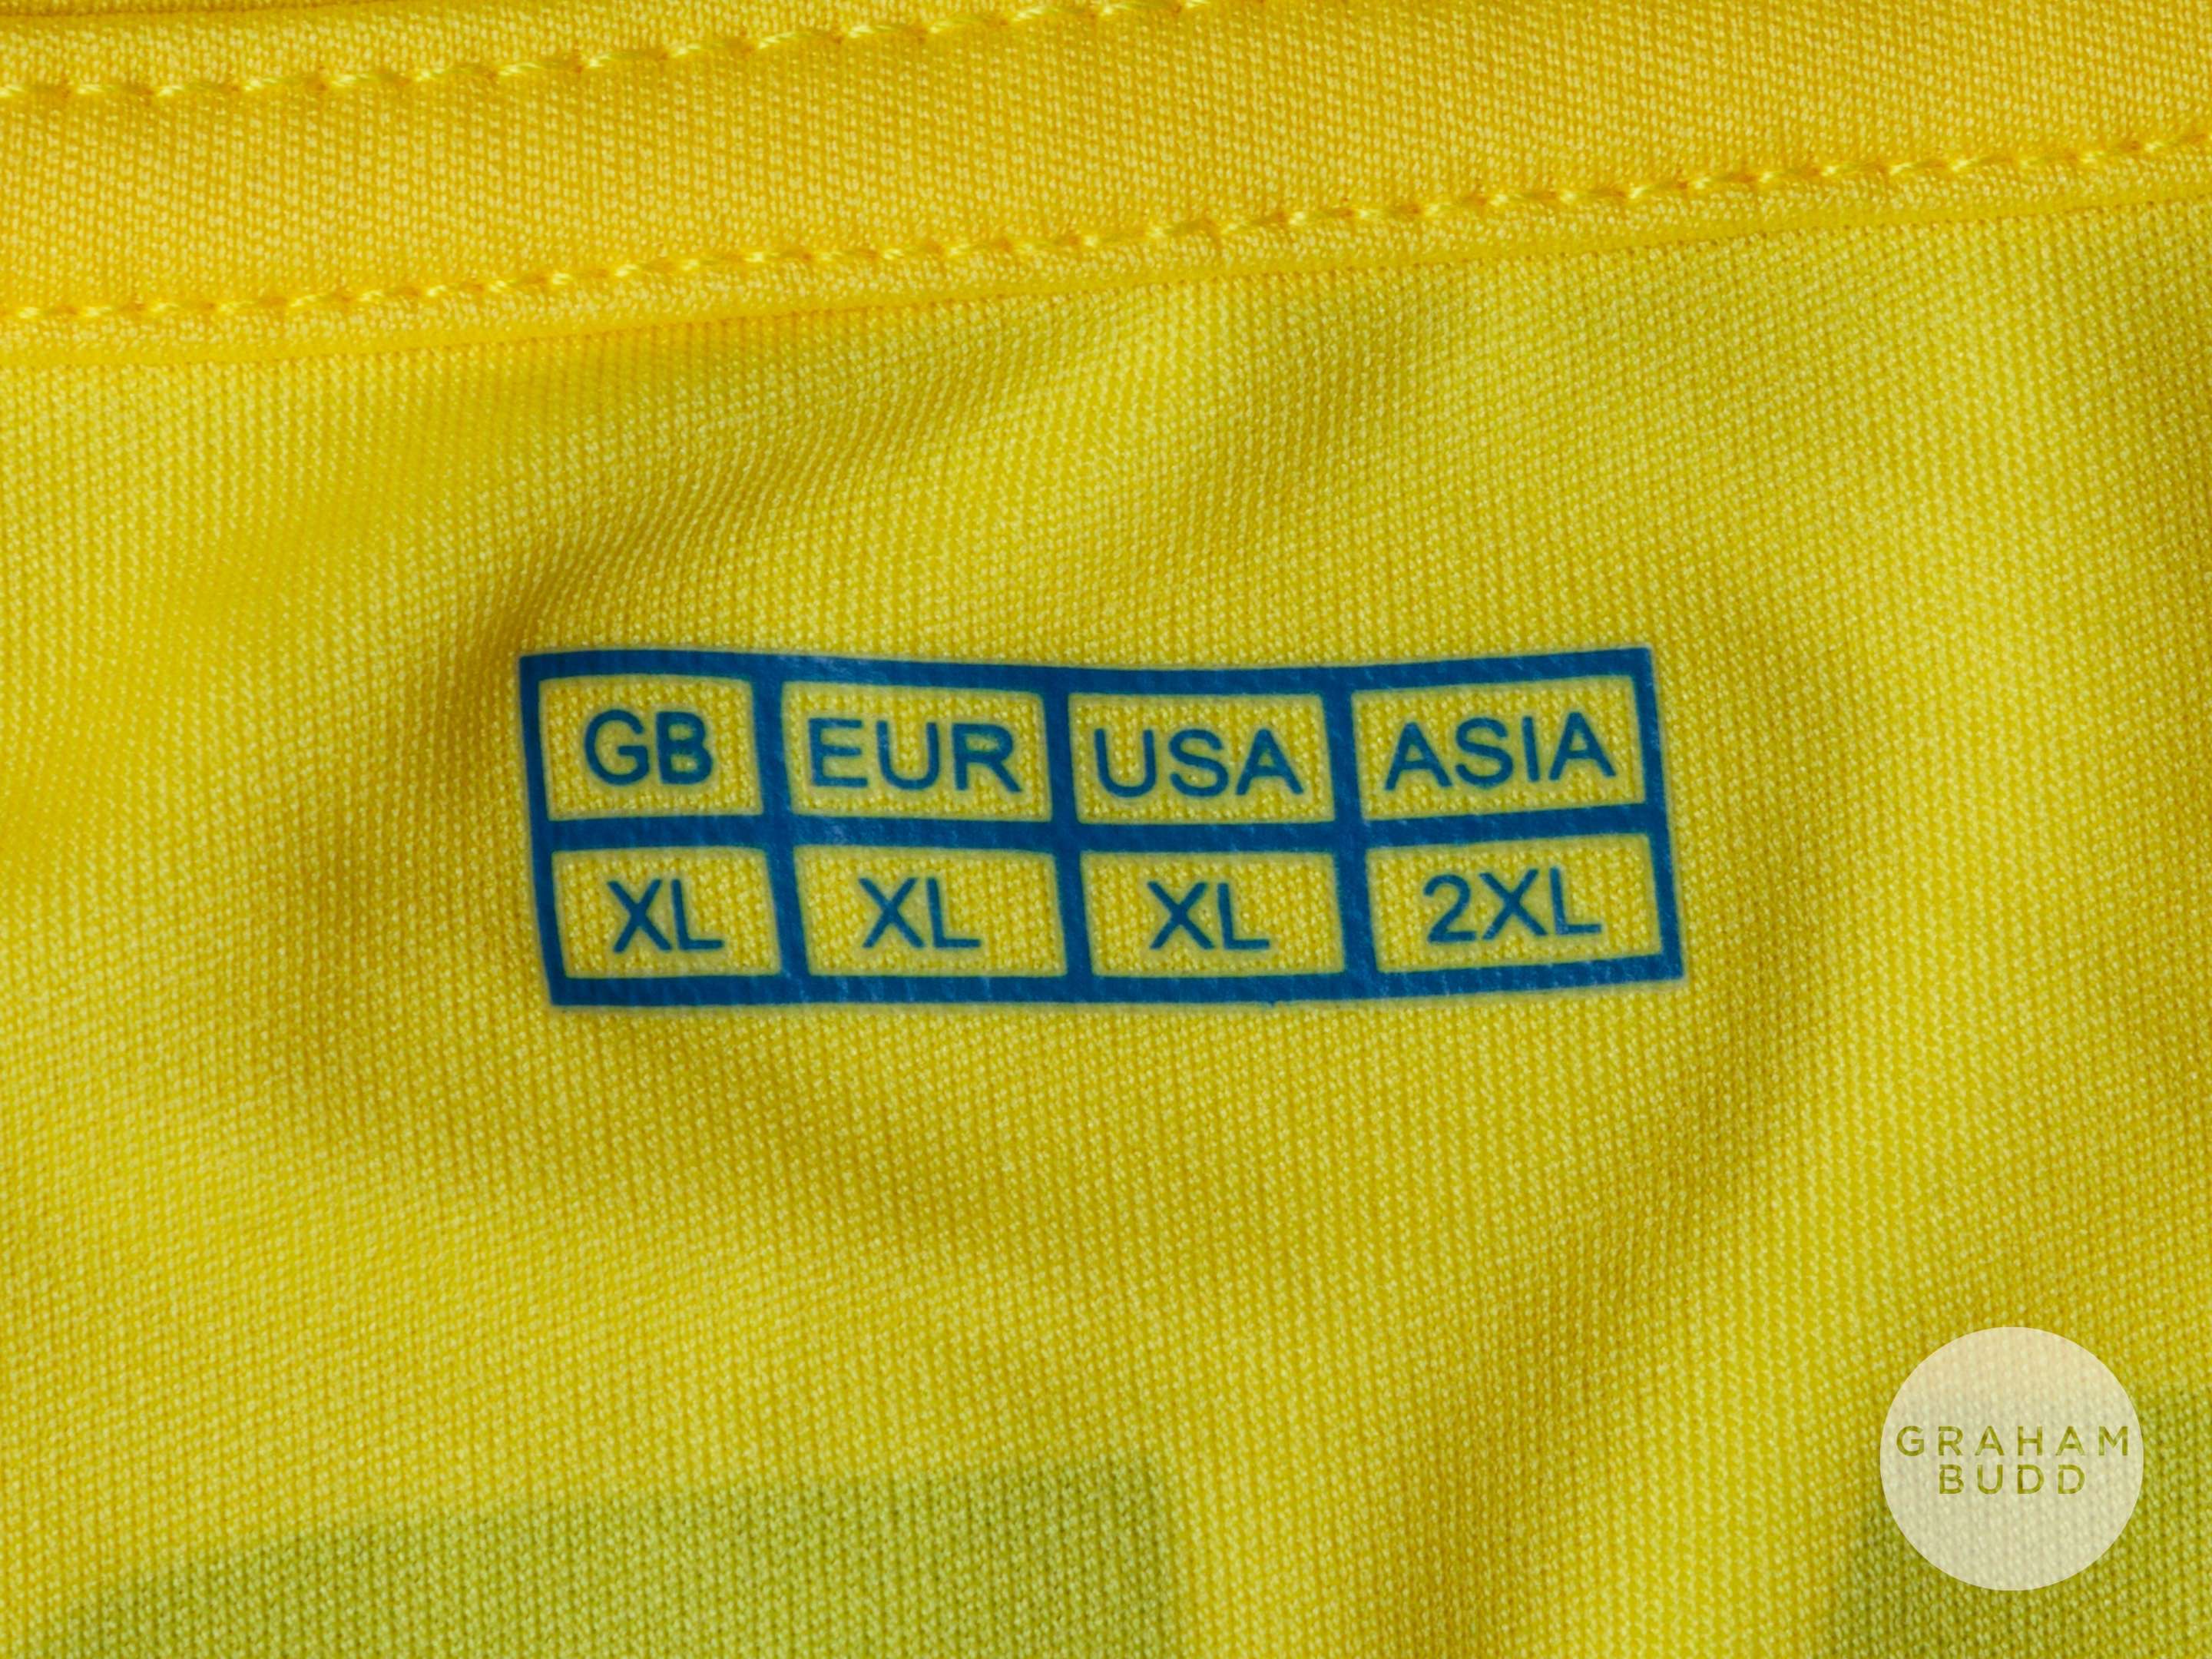 GB EUR USA ASIA
XL XL XL 2XL
GRAHAM
BUDD